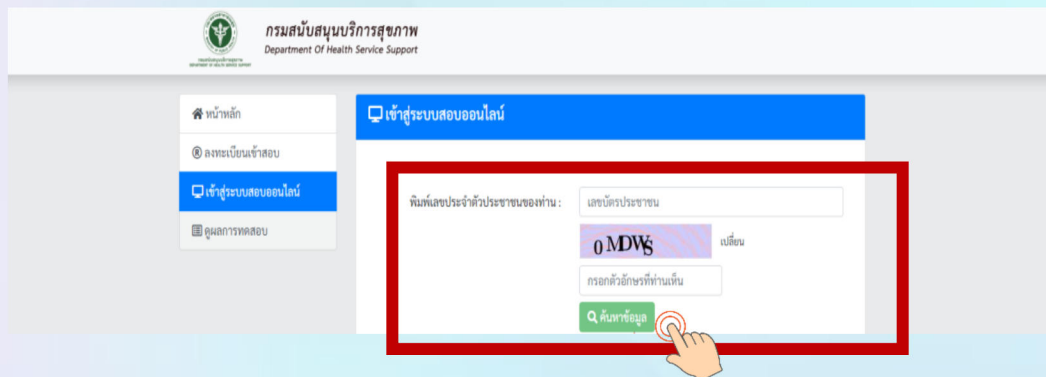 กรมสนับสนุนบริการสุขภาพ
Department Of Health Service Support
หน้าหลัก
® ลงทะเบียนเข้าสอบ
เข้าสู่ระบบสอบออนไลน์
ดูผลการทดสอบ
เข้าสู่ระบบสอบออนไลน์
พิมพ์เลขประจำตัวประชาชนของท่าน :
เลขบัตรประชาชน
0 MDWS
เปลี่ยน
กรอกตัวอักษรที่ท่านเห็น
ค้นหาข้อมูล